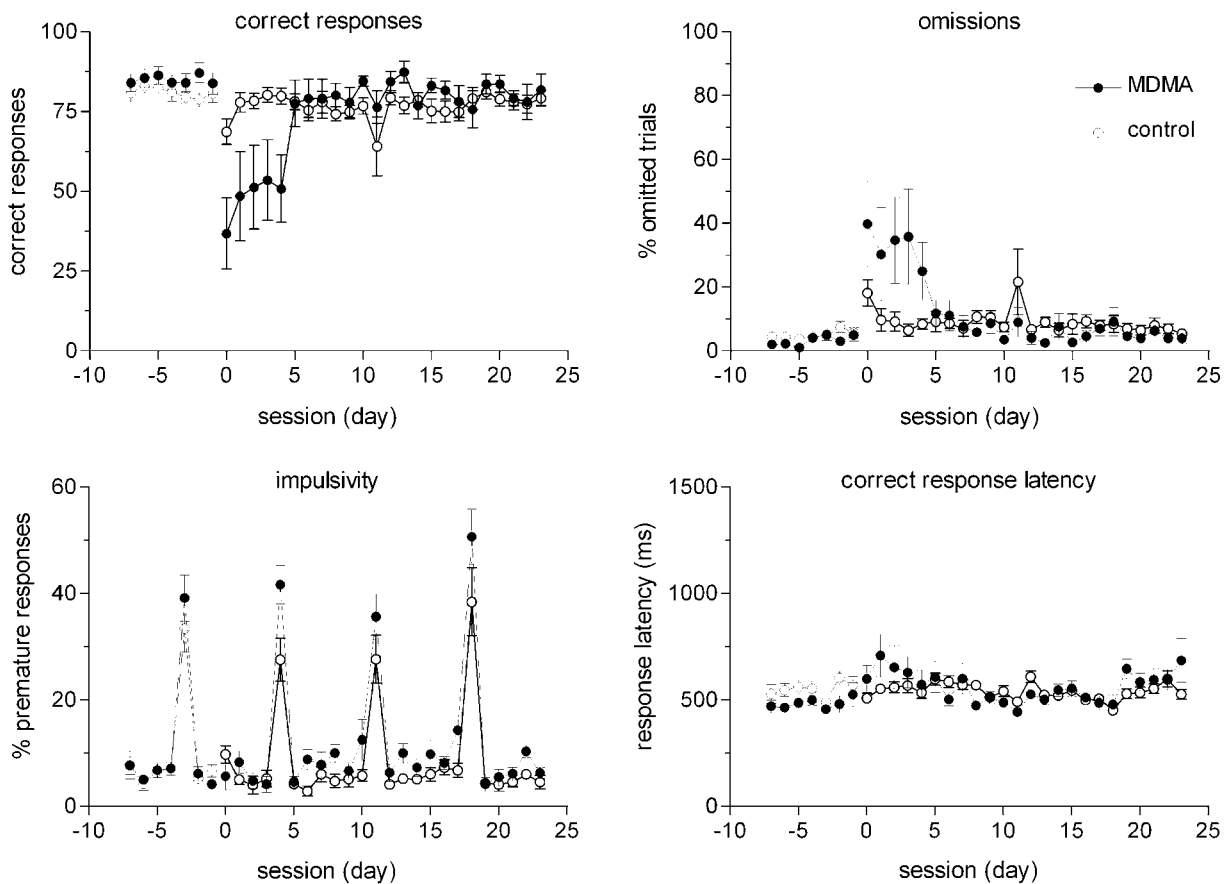 correct responses
correct responses
100
75
50
25
0
-10 -5 0 5 10 15 20 25
session (day)
omissions
% omitted trials
100
80
60
40
20
0
-10 -5 0 5 10 15 20 25
session (day)
MDMA
control
impulsivity
% premature responses
60
40
20
0
-10 -5 0 5 10 15 20 25
session (day)
correct response latency
response latency (ms)
1500
1000
500
0
-10 -5 0 5 10 15 20 25
session (day)